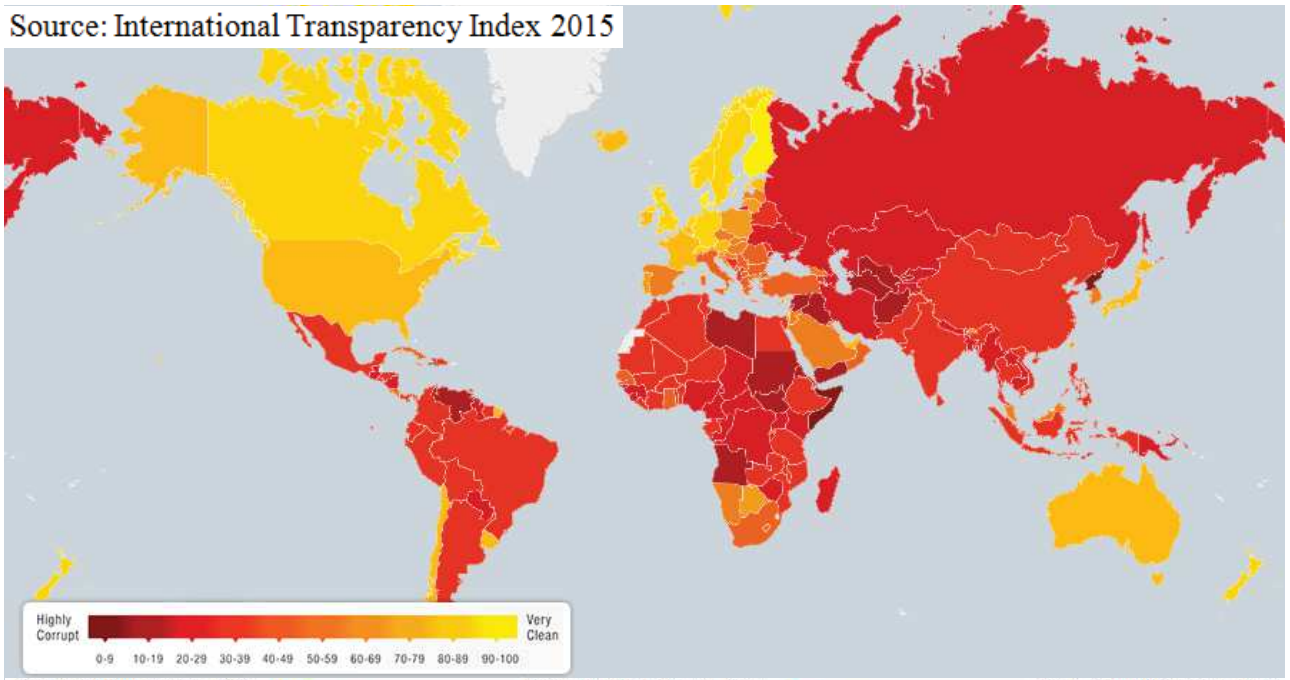 Source: International Transparency Index 2015
Highly
Corrupt
Very
Clean
0-9 10-19 20-29 30-39 40-49 50-59 60-69 70-79 80-89 90-100